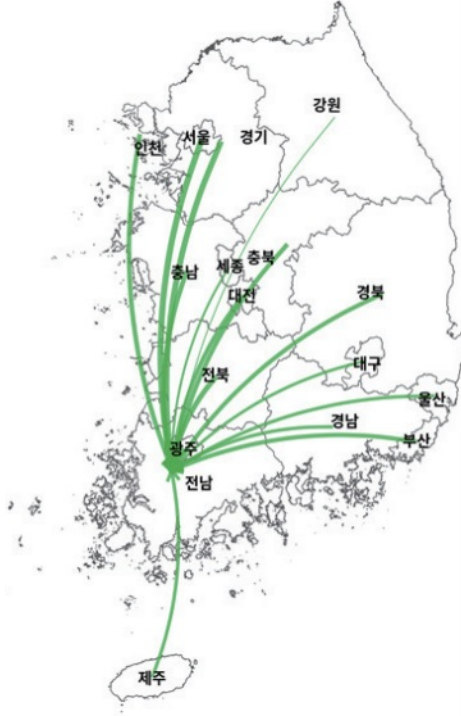 강원
인천
서울
경기
충남
세종
충북
대전
경북
대구
전북
울산
경남
부산
광주
전남
제주